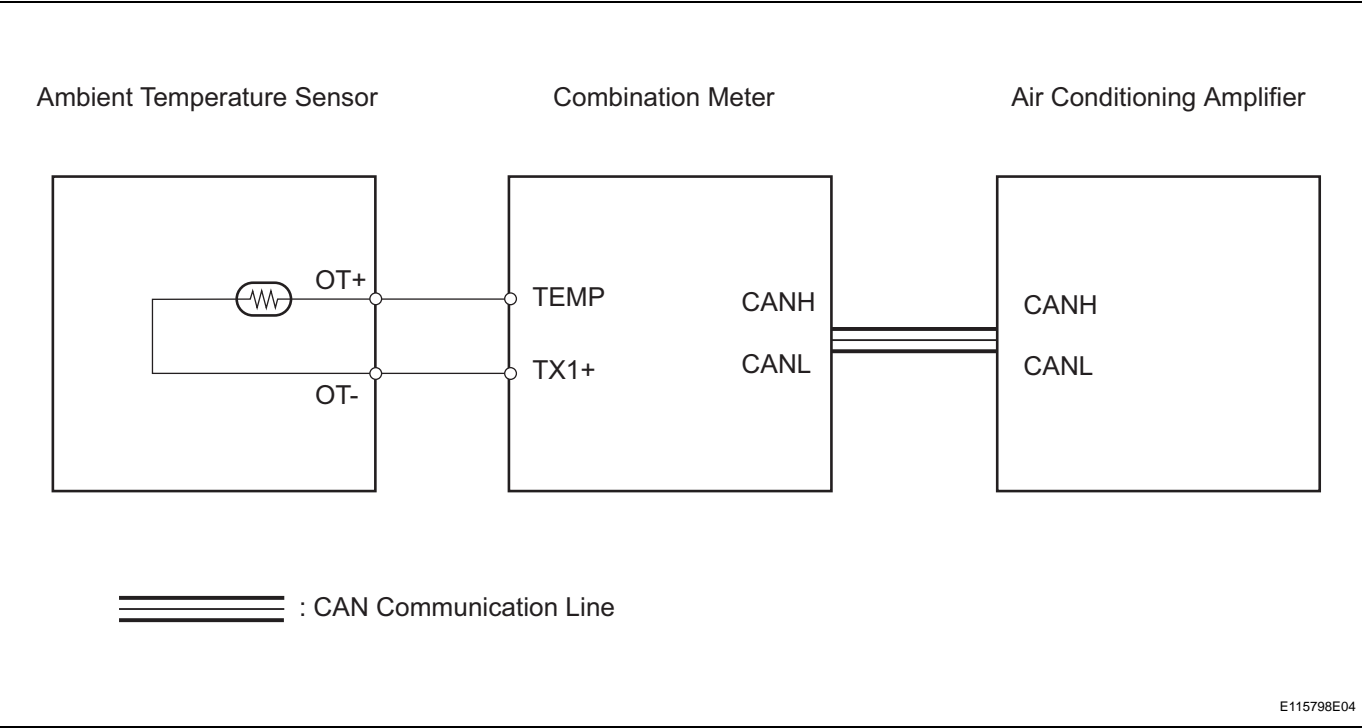 Ambient Temperature Sensor
Combination Meter
Air Conditioning Amplifier
OT+
TEMP
CANH
CANH
TX1+
CANL
CANL
OT-
: CAN Communication Line
E115798E04